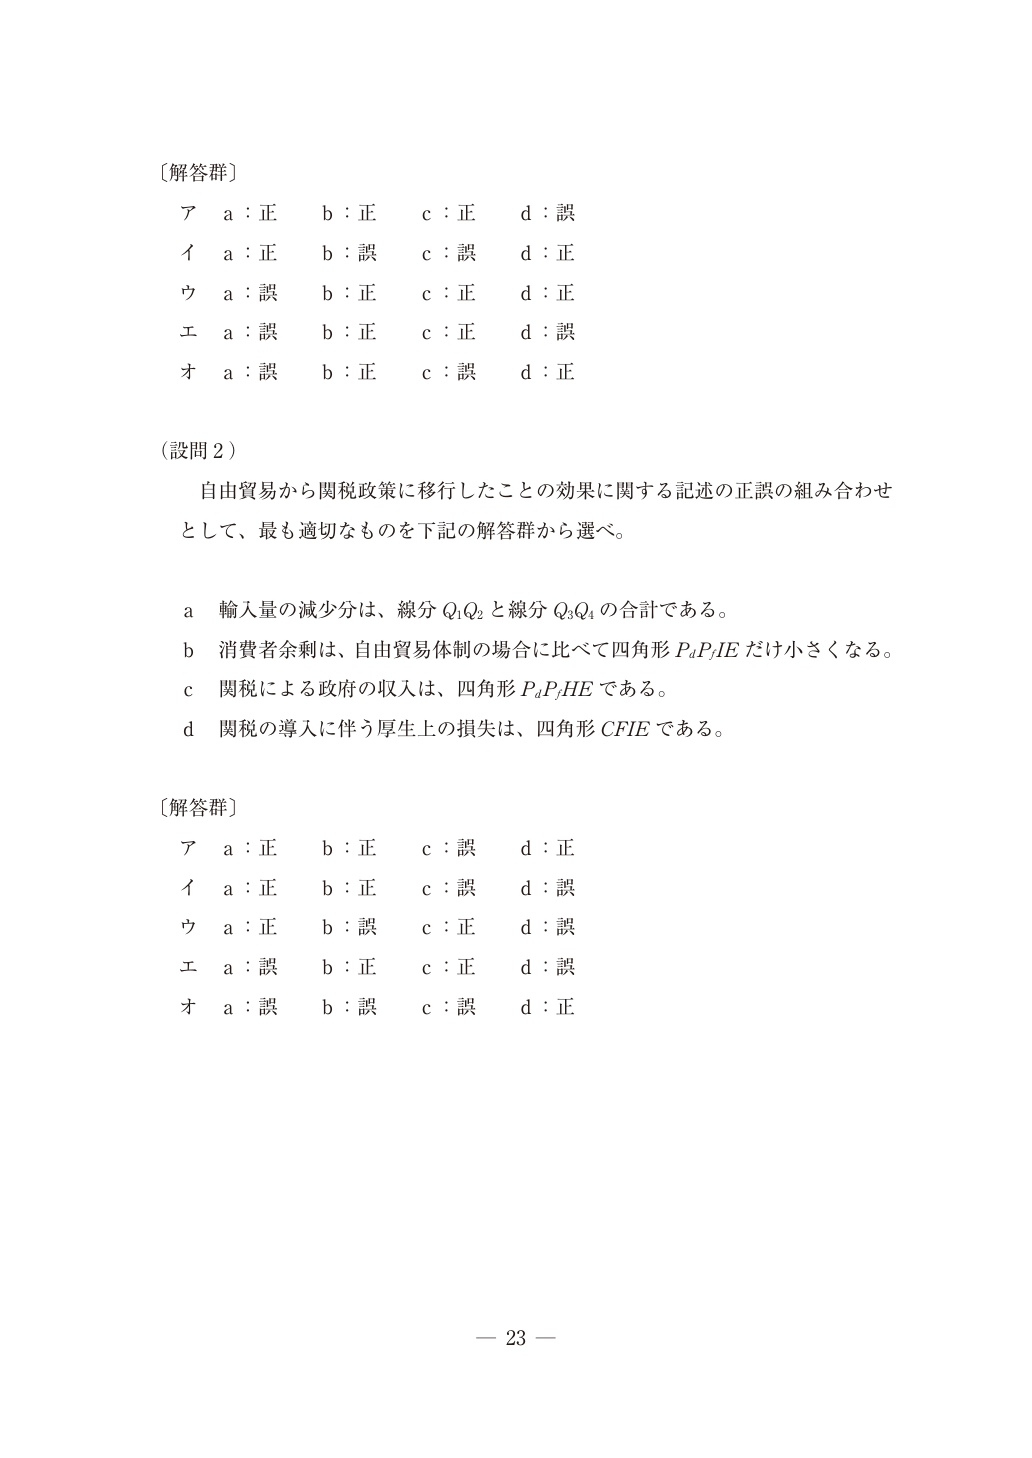 〔解答群〕
ア a：正 b：正 c：正 d：誤
イ a：正 b：誤 c：誤 d：正
ウ a：誤 b：正 c：正 d：正
エ a：誤 b：正 c：正 d：誤
オ a：誤 b：正 c：誤 d：正
（設問２）
自由貿易から関税政策に移行したことの効果に関する記述の正誤の組み合わせ
として、最も適切なものを下記の解答群から選べ。
a 輸入量の減少分は、線分 Q₁Q₂ と線分 Q₃Q₄ の合計である。
b 消費者余剰は、自由貿易体制の場合に比べて四角形 PdPfIE だけ小さくなる。
c 関税による政府の収入は、四角形 PdPfHE である。
d 関税の導入に伴う厚生上の損失は、四角形 CFIE である。
〔解答群〕
ア a：正 b：正 c：誤 d：正
イ a：正 b：正 c：誤 d：誤
ウ a：正 b：誤 c：正 d：誤
エ a：誤 b：正 c：正 d：誤
オ a：誤 b：誤 c：誤 d：正
— 23 —